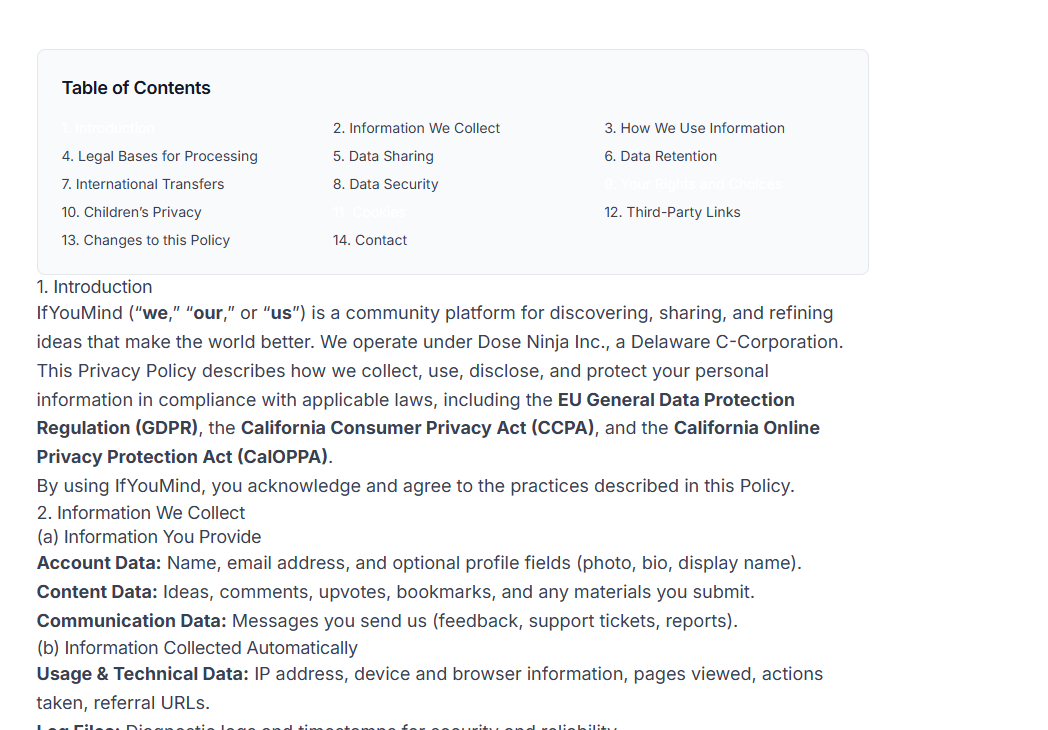 Table of Contents
1. Introduction
2. Information We Collect
3. How We Use Information
4. Legal Bases for Processing
5. Data Sharing
6. Data Retention
7. International Transfers
8. Data Security
9. Your Rights and Choices
10. Children’s Privacy
11. Cookies
12. Third-Party Links
13. Changes to this Policy
14. Contact
1. Introduction
IfYouMind (“we,” “our,” or “us”) is a community platform for discovering, sharing, and refining
ideas that make the world better. We operate under Dose Ninja Inc., a Delaware C-Corporation.
This Privacy Policy describes how we collect, use, disclose, and protect your personal
information in compliance with applicable laws, including the EU General Data Protection
Regulation (GDPR), the California Consumer Privacy Act (CCPA), and the California Online
Privacy Protection Act (CalOPPA).
By using IfYouMind, you acknowledge and agree to the practices described in this Policy.
2. Information We Collect
(a) Information You Provide
Account Data: Name, email address, and optional profile fields (photo, bio, display name).
Content Data: Ideas, comments, upvotes, bookmarks, and any materials you submit.
Communication Data: Messages you send us (feedback, support tickets, reports).
(b) Information Collected Automatically
Usage & Technical Data: IP address, device and browser information, pages viewed, actions
taken, referral URLs.
Log Files: Diagnostic logs and timestamps for security and reliability.